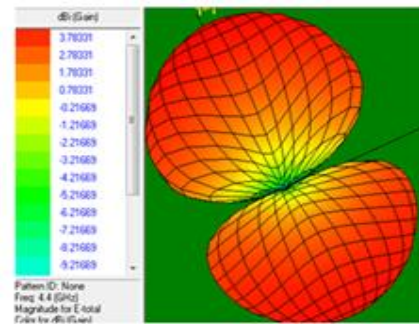 dBi(Gain)
3.78331
2.78331
1.78331
0.78331
-0.21669
-1.21669
-2.21669
-3.21669
-4.21669
-5.21669
-6.21669
-7.21669
-8.21669
-9.21669
Pattern ID: None
Freq: 4.4 (GHz)
Magnitude for E-total
Color for dBi(Gain)